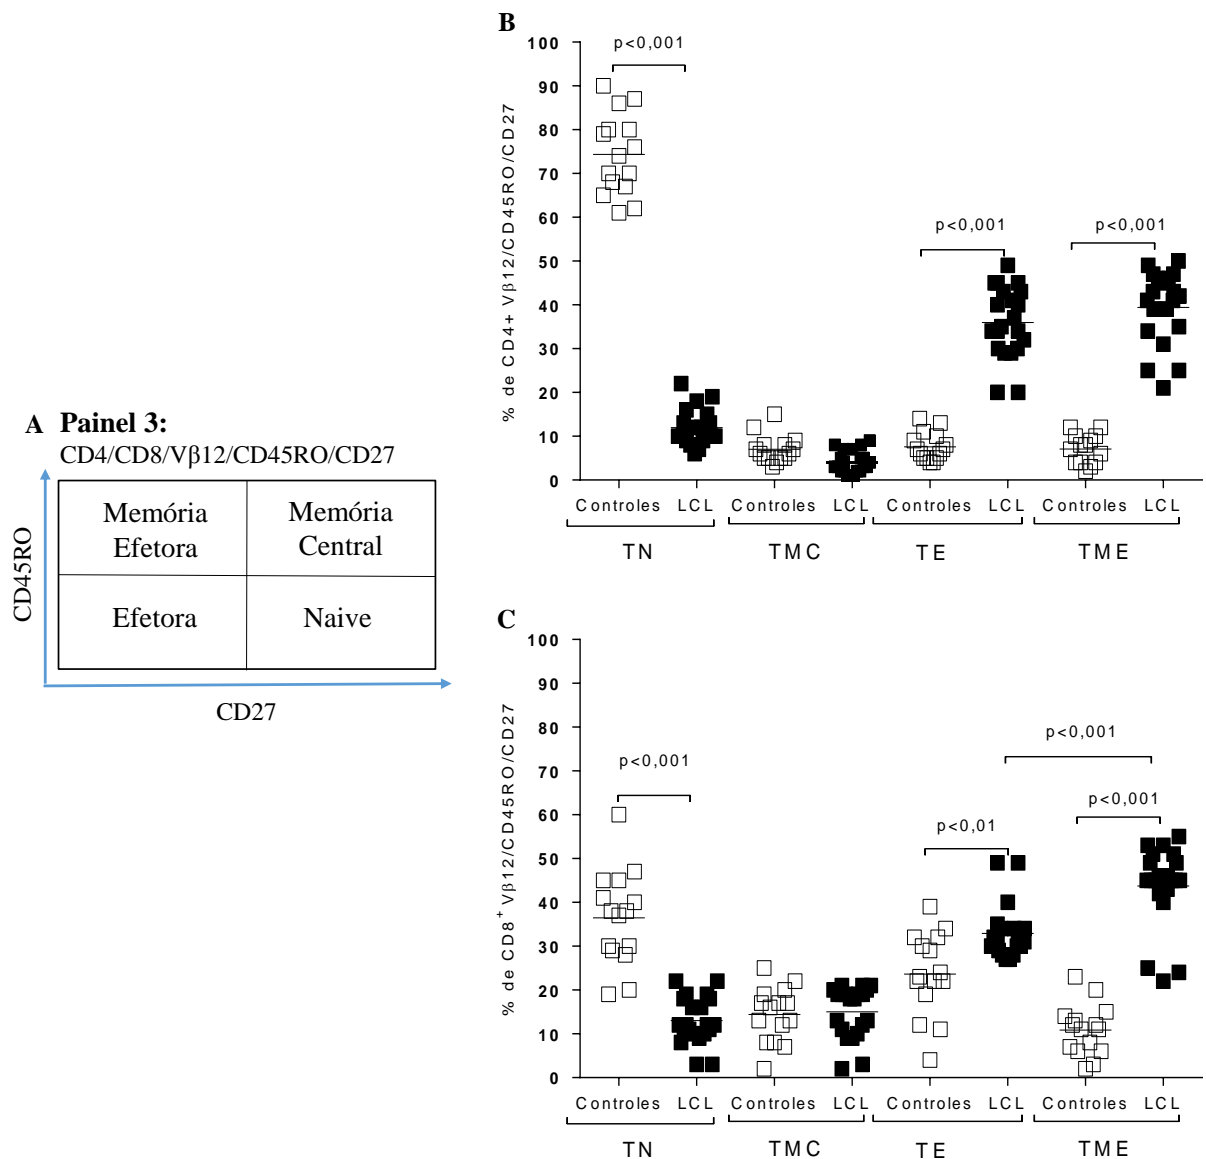 A Painel 3:
CD4/CD8/Vβ12/CD45RO/CD27
CD45RO
Memória
Efetora
Memória
Central
Efetora
Naive
CD27
B
% de CD4+ Vβ12/CD45RO/CD27
100
90
80
70
60
50
40
30
20
10
0
p<0,001
p<0,001
p<0,001
Controles LCL Controles LCL Controles LCL Controles LCL
TN TMC TE TME
C
% de CD8⁺ Vβ12/CD45RO/CD27
100
90
80
70
60
50
40
30
20
10
0
p<0,001
p<0,001
p<0,001
p<0,01
Controles LCL Controles LCL Controles LCL Controles LCL
TN TMC TE TME